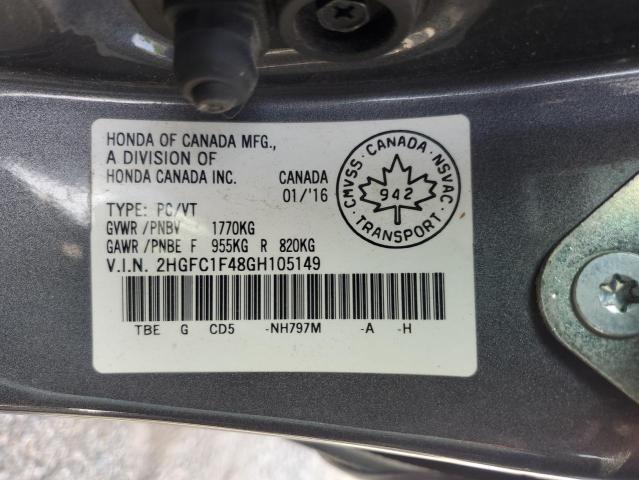 HONDA OF CANADA MFG.,
A DIVISION OF
HONDA CANADA INC. CANADA
01/'16
TYPE: PC/VT
GVWR /PNBV 1770KG
GAWR /PNBE F 955KG R 820KG
V.I.N. 2HGFC1F48GH105149
TBE G CD5 -NH797M -A -H
CMVSS · CANADA · NSVAC · TRANSPORT ·
942